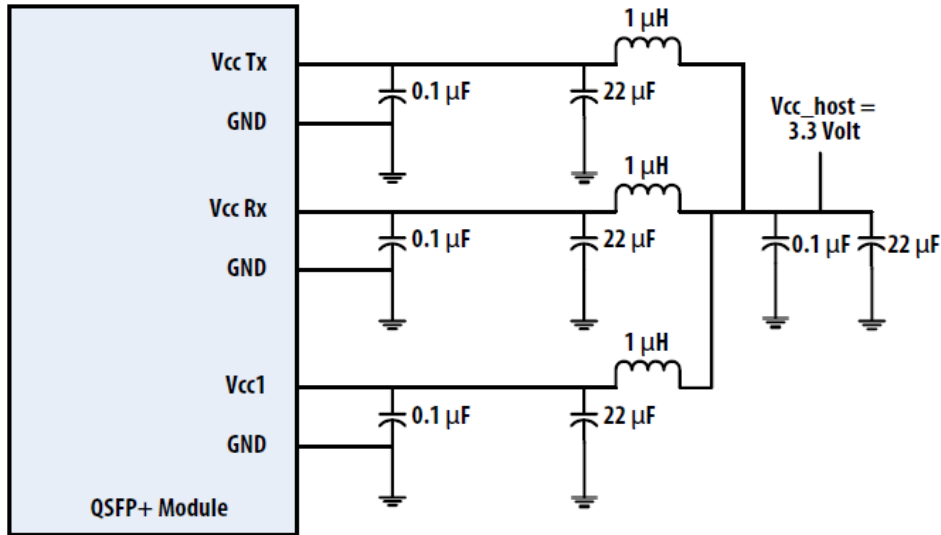 1 µH
Vcc Tx
0.1 µF
22 µF
GND
Vcc_host =
3.3 Volt
1 µH
Vcc Rx
0.1 µF
22 µF
0.1 µF
22 µF
GND
1 µH
Vcc1
0.1 µF
22 µF
GND
QSFP+ Module